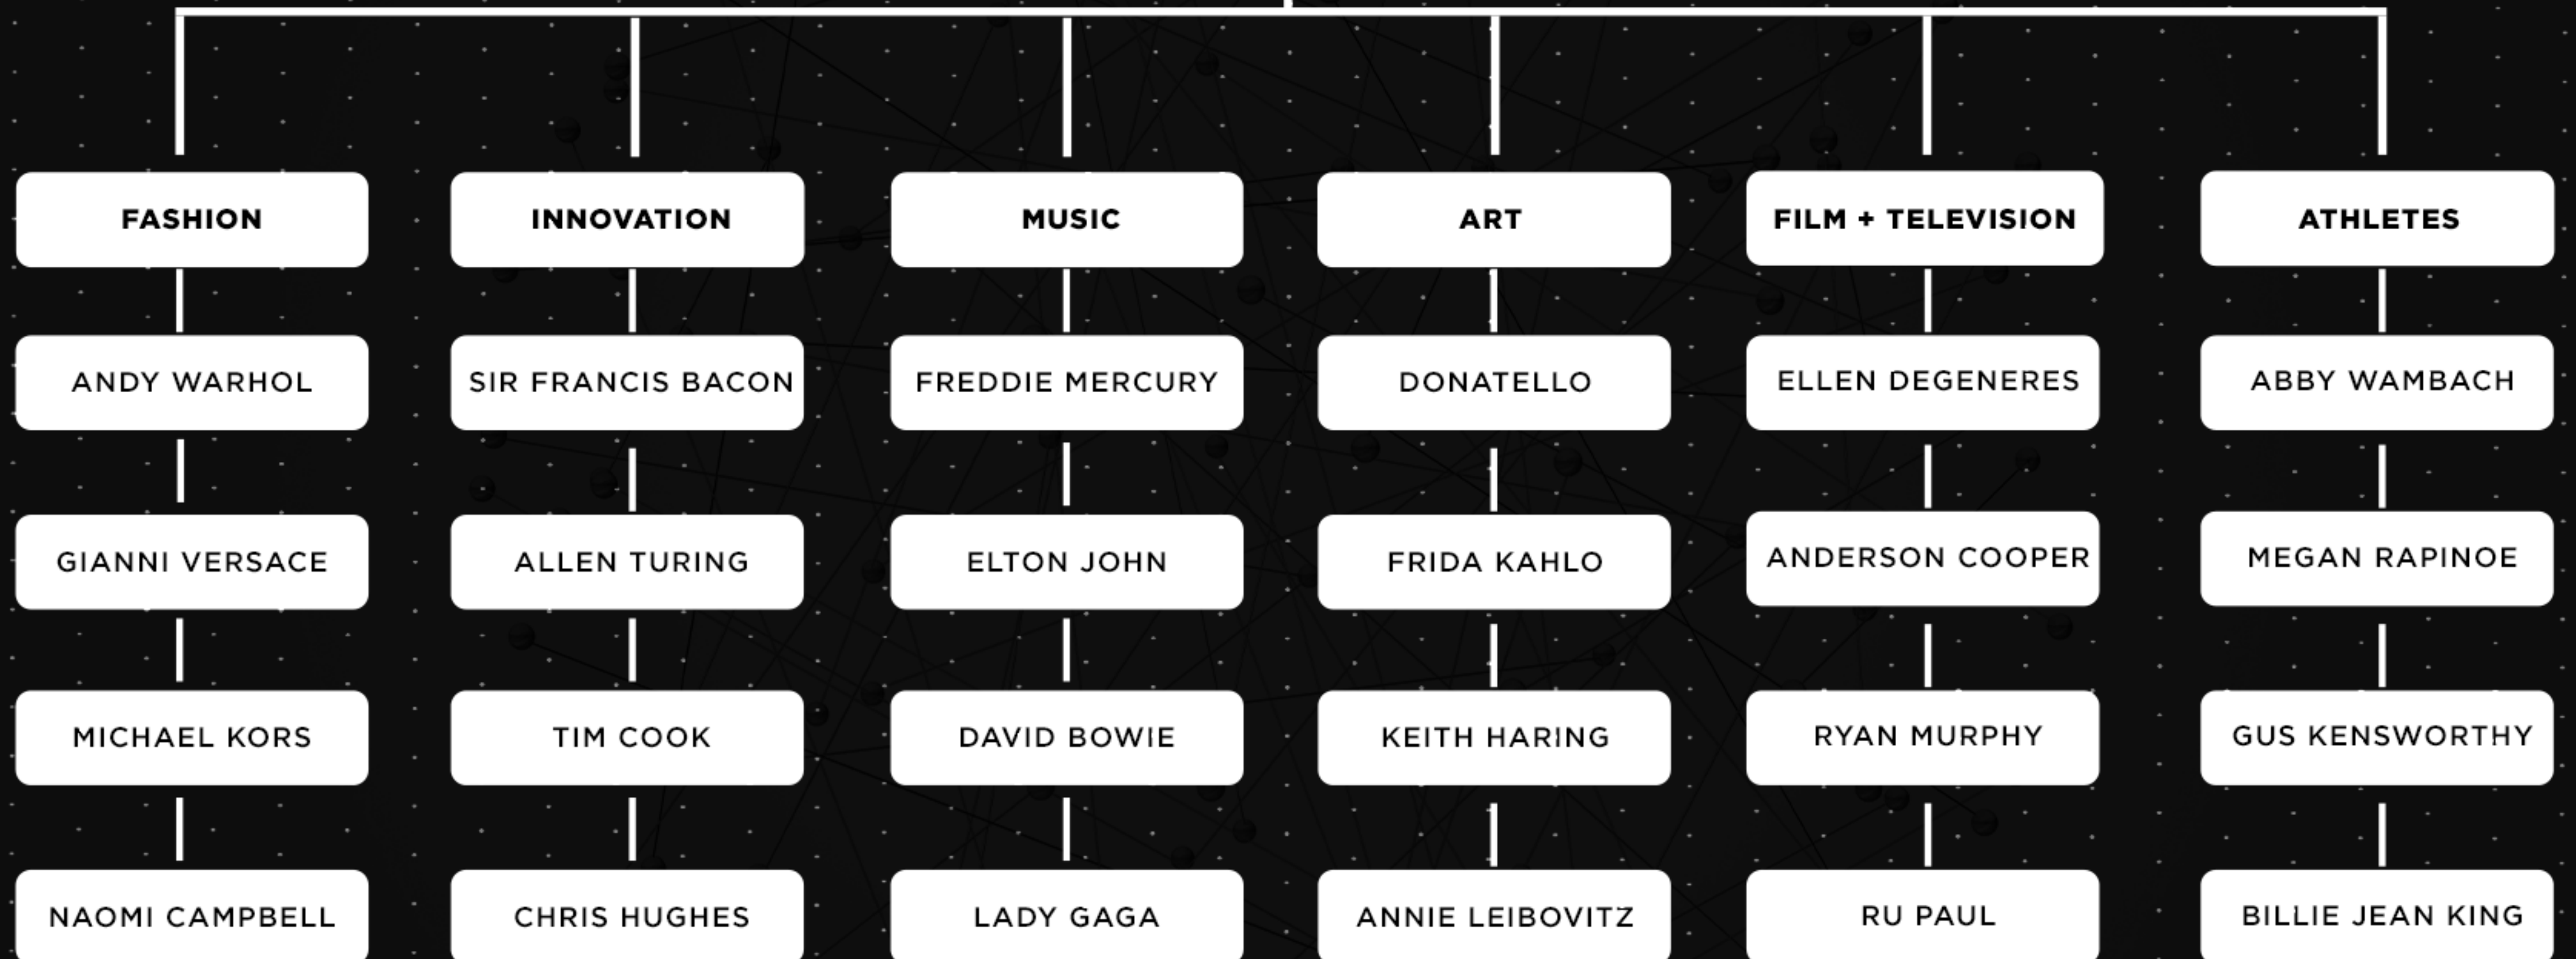 FASHION
INNOVATION
MUSIC
ART
FILM + TELEVISION
ATHLETES
ANDY WARHOL
SIR FRANCIS BACON
FREDDIE MERCURY
DONATELLO
ELLEN DEGENERES
ABBY WAMBACH
GIANNI VERSACE
ALLEN TURING
ELTON JOHN
FRIDA KAHLO
ANDERSON COOPER
MEGAN RAPINOE
MICHAEL KORS
TIM COOK
DAVID BOWIE
KEITH HARING
RYAN MURPHY
GUS KENSWORTHY
NAOMI CAMPBELL
CHRIS HUGHES
LADY GAGA
ANNIE LEIBOVITZ
RU PAUL
BILLIE JEAN KING